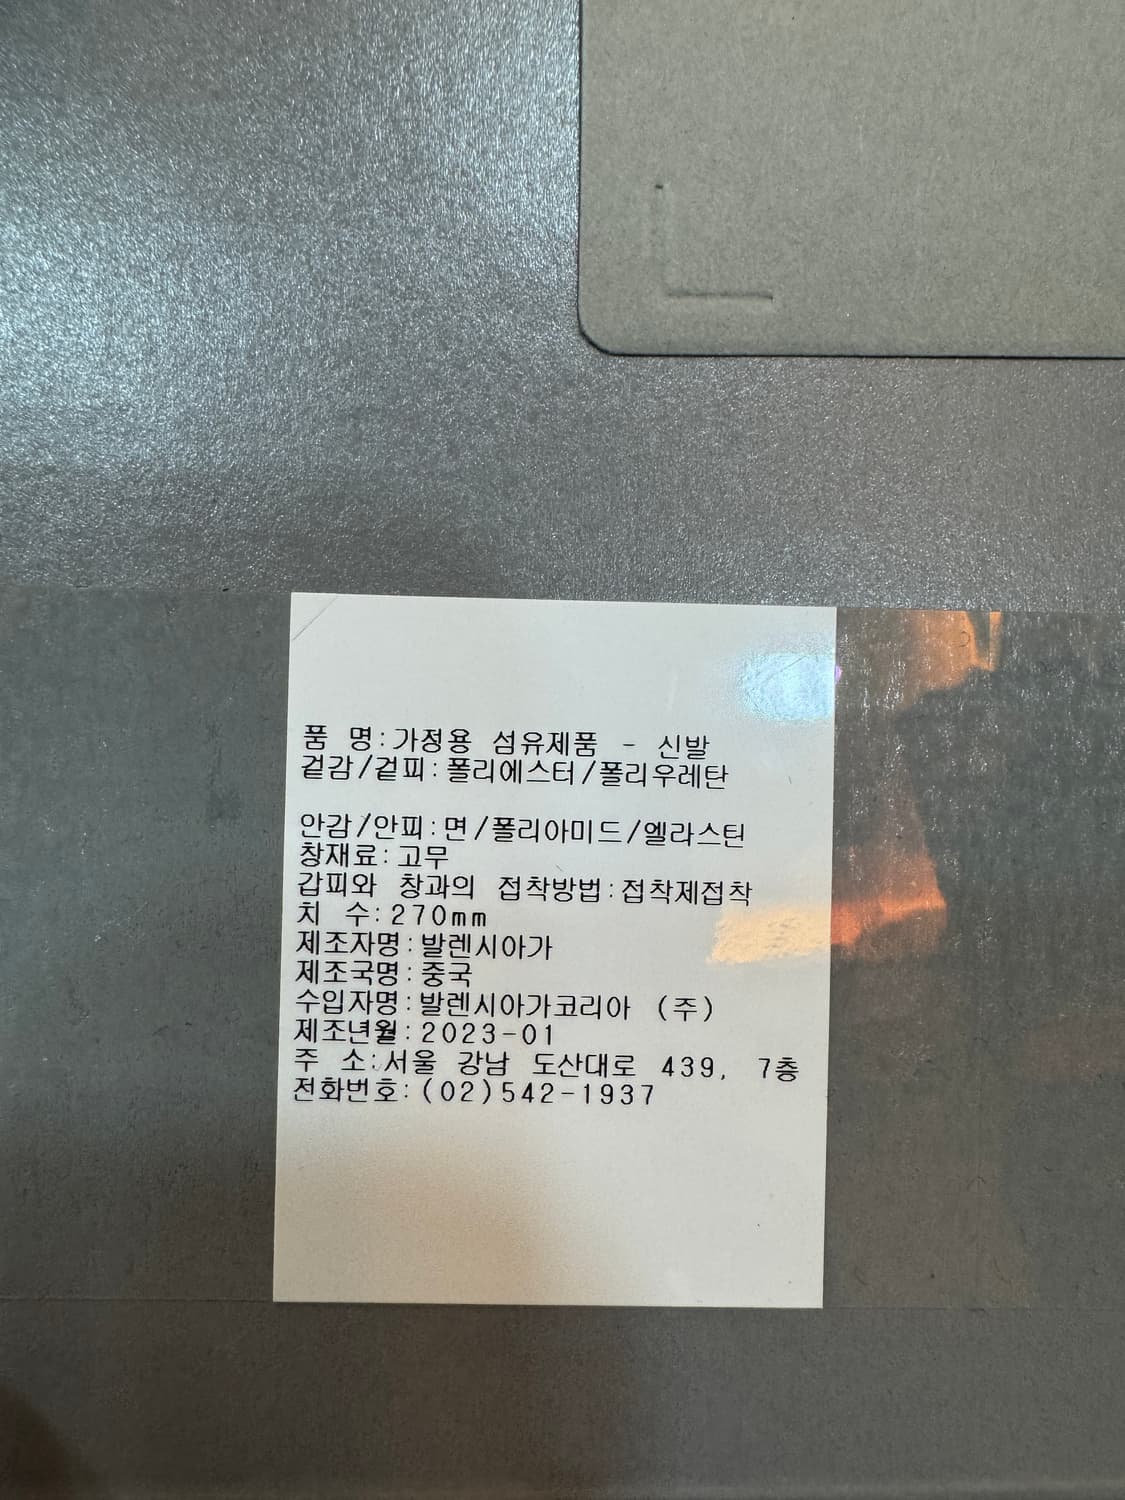 품 명:가정용 섬유제품 - 신발
겉감/겉피:폴리에스터/폴리우레탄
안감/안피:면/폴리아미드/엘라스틴
창재료:고무
갑피와 창과의 접착방법:접착제접착
치 수:270mm
제조자명:발렌시아가
제조국명:중국
수입자명:발렌시아가코리아 (주)
제조년월:2023-01
주 소:서울 강남 도산대로 439, 7층
전화번호:(02)542-1937